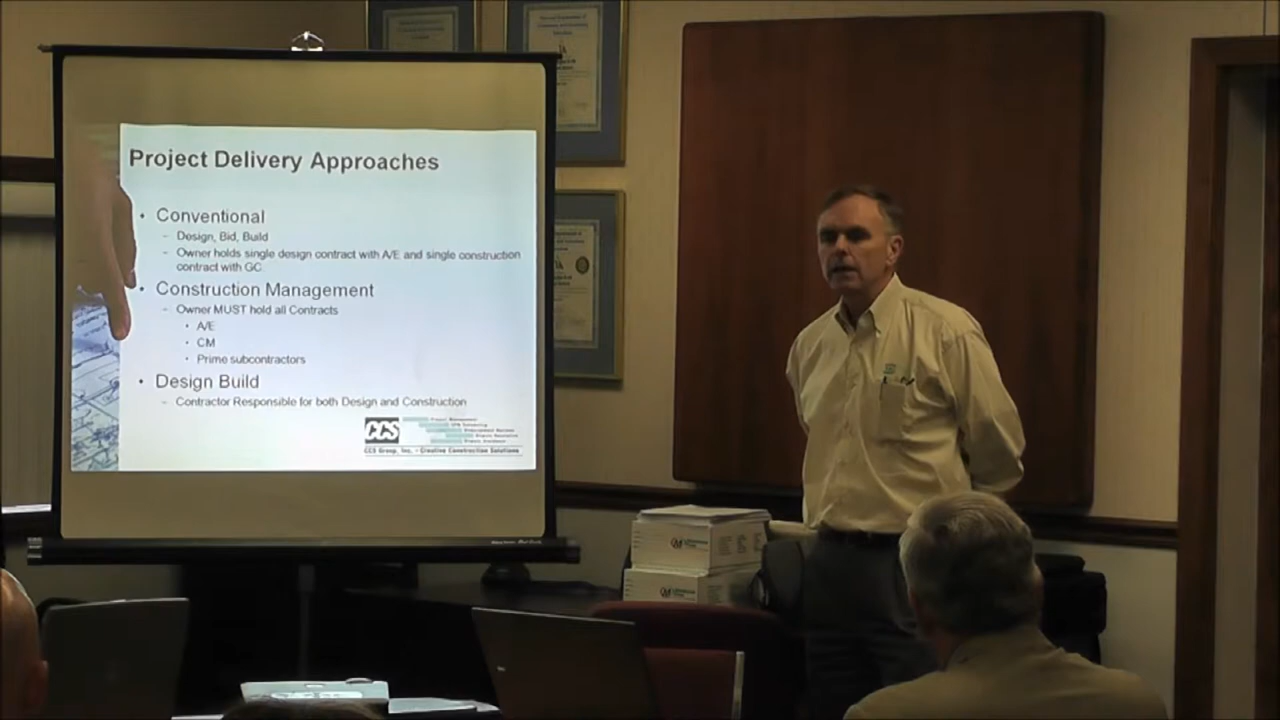 Project Delivery Approaches
• Conventional
– Design, Bid, Build
– Owner holds single design contract with A/E and single construction
contract with GC.
• Construction Management
– Owner MUST hold all Contracts
• A/E
• CM
• Prime subcontractors
• Design Build
– Contractor Responsible for both Design and Construction
CCS
Project Management
CCS Group, Inc. - Creative Construction Solutions